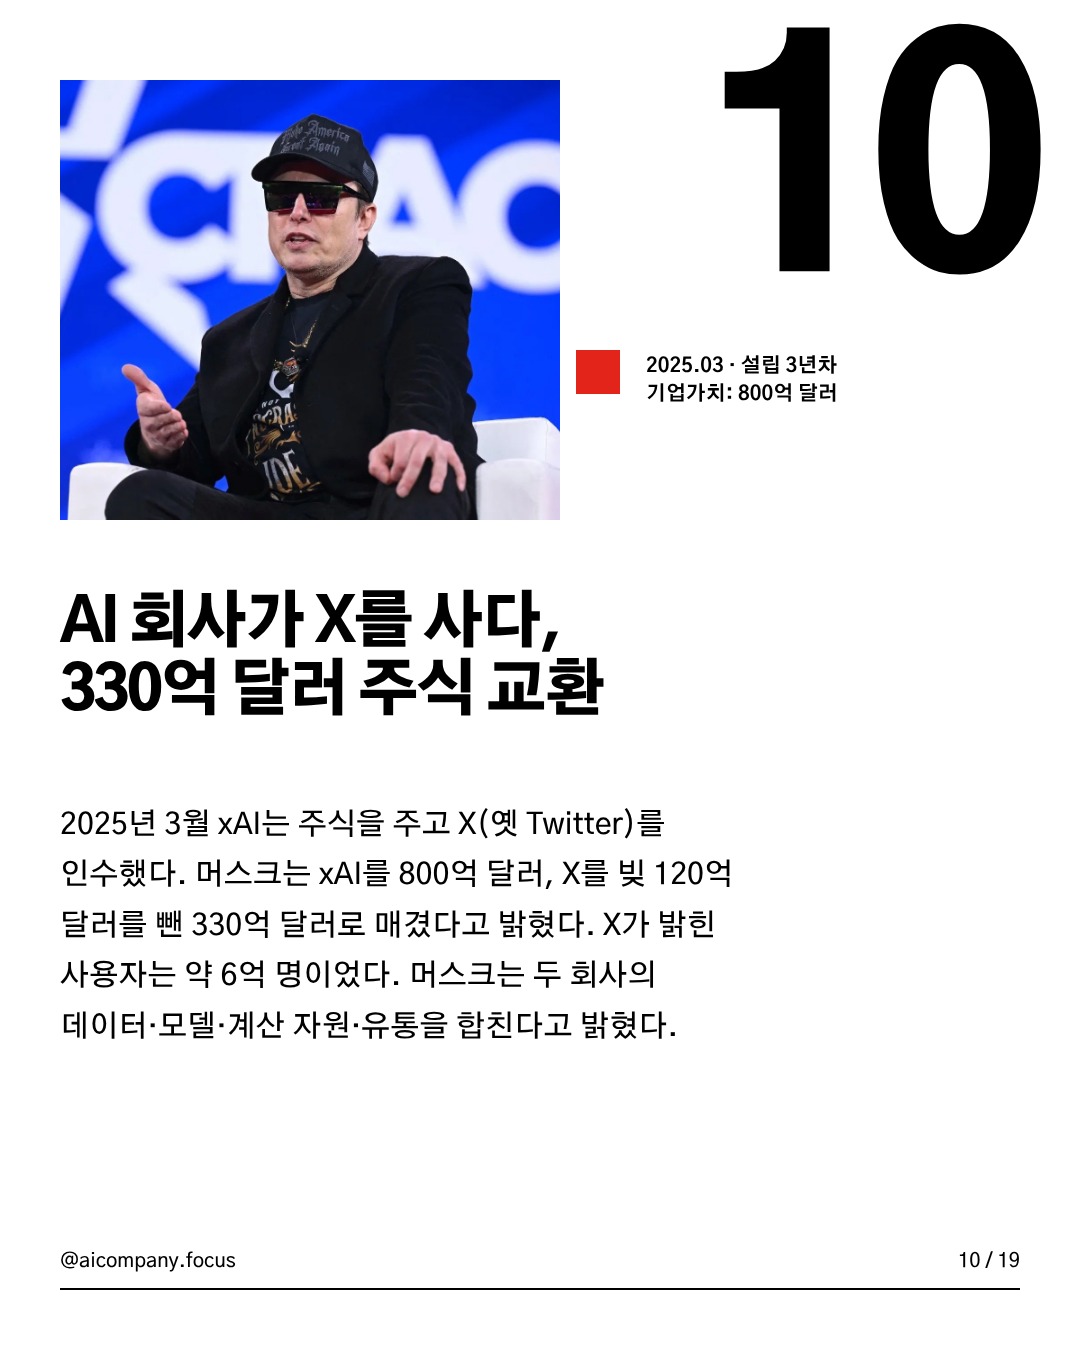 10
CPAC
Make America
Great Again
2025.03 · 설립 3년차
기업가치: 800억 달러
AI 회사가 X를 사다,
330억 달러 주식 교환
2025년 3월 xAI는 주식을 주고 X(옛 Twitter)를
인수했다. 머스크는 xAI를 800억 달러, X를 빚 120억
달러를 뺀 330억 달러로 매겼다고 밝혔다. X가 밝힌
사용자는 약 6억 명이었다. 머스크는 두 회사의
데이터·모델·계산 자원·유통을 합친다고 밝혔다.
@aicompany.focus
10 / 19